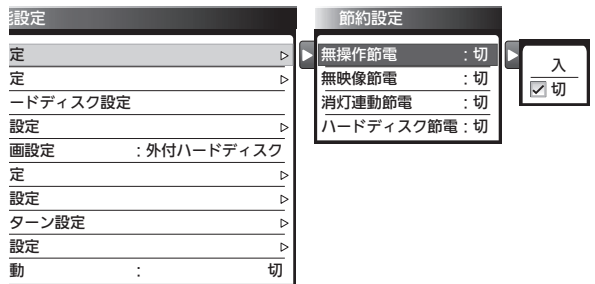 設定
定
定
ードディスク設定
設定
画設定 : 外付ハードディスク
定
設定
ターン設定
設定
動 : 切
節約設定
無操作節電 : 切
無映像節電 : 切
消灯連動節電 : 切
ハードディスク節電 : 切
入
切